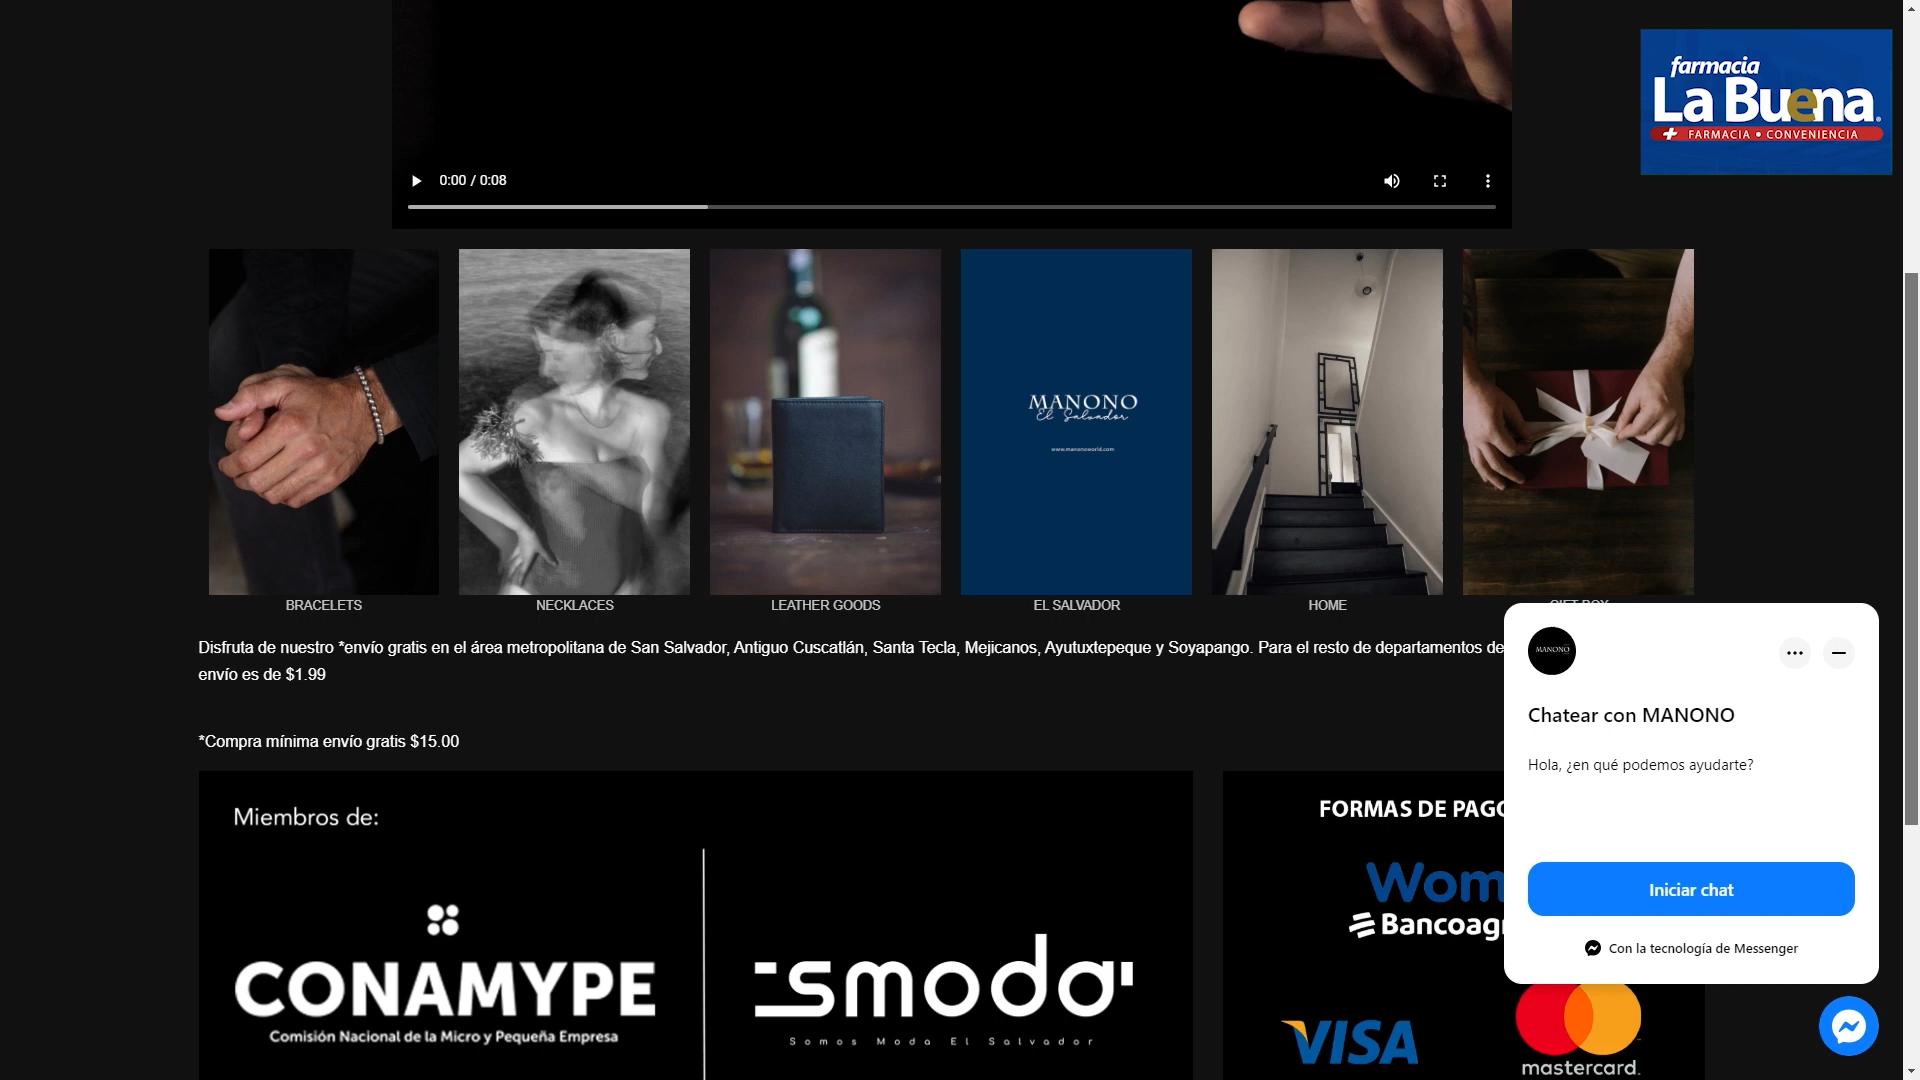 farmacia
La Buena
FARMACIA • CONVENIENCIA
0:00 / 0:08
MANONO
El Salvador
www.manonoworld.com
BRACELETS
NECKLACES
LEATHER GOODS
EL SALVADOR
HOME
Disfruta de nuestro *envío gratis en el área metropolitana de San Salvador, Antiguo Cuscatlán, Santa Tecla, Mejicanos, Ayutuxtepeque y Soyapango. Para el resto de departamentos de
envío es de $1.99
*Compra mínima envío gratis $15.00
Miembros de:
CONAMYPE
Comisión Nacional de la Micro y Pequeña Empresa
smoda
Somos Moda El Salvador
FORMAS DE PAGO
Wom
Bancoagr
VISA
mastercard.
MANONO
Chatear con MANONO
Hola, ¿en qué podemos ayudarte?
Iniciar chat
Con la tecnología de Messenger